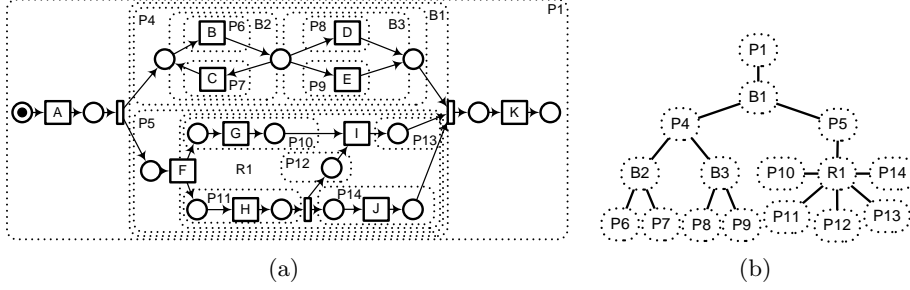 P4 P6 B2 P8 B3 B1 P1
B D
C P7 P9 E
A K
P5
G P10 I P13
F R1 P12
P11 P14
H J
(a)
P1
B1
P4 P5
B2 B3 P10 R1 P14
P6 P7 P8 P9 P11 P12 P13
(b)